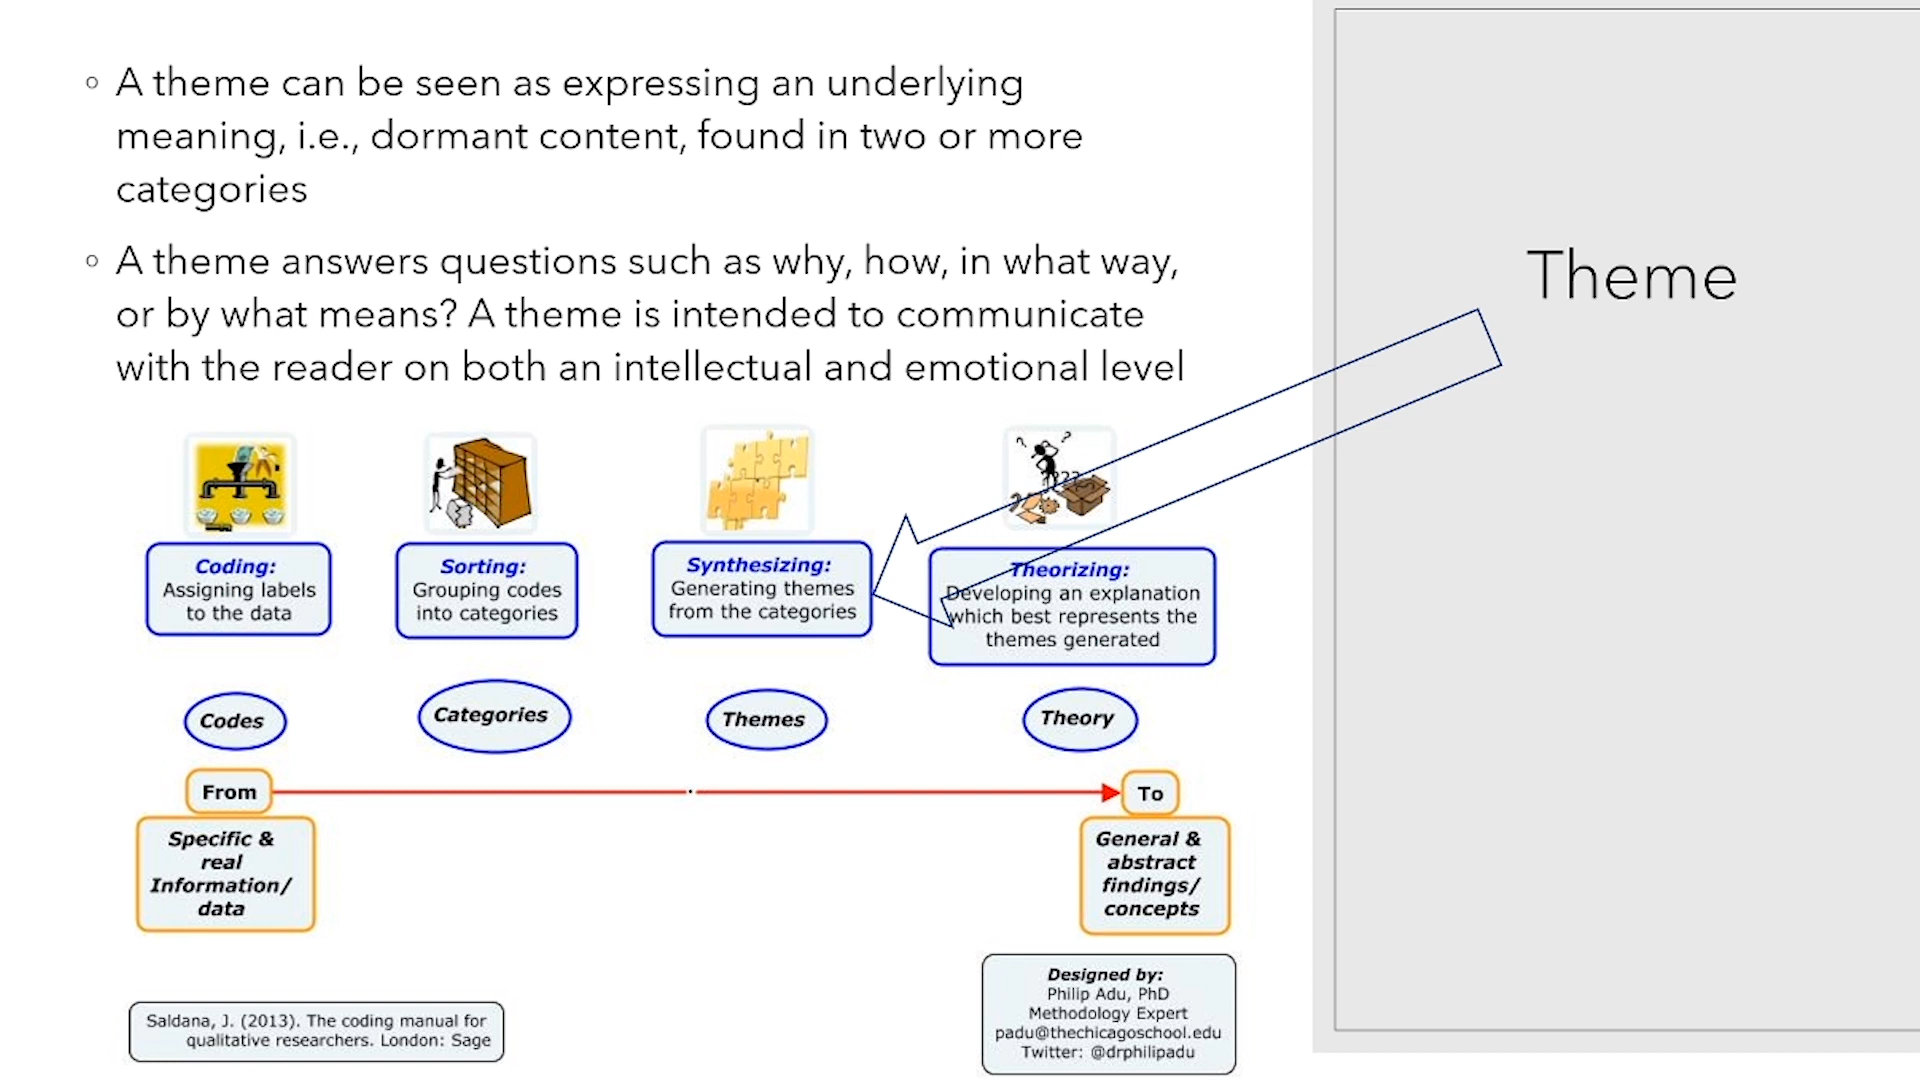 A theme can be seen as expressing an underlying
meaning, i.e., dormant content, found in two or more
categories
A theme answers questions such as why, how, in what way,
or by what means? A theme is intended to communicate
with the reader on both an intellectual and emotional level
Theme
Coding:
Assigning labels
to the data
Sorting:
Grouping codes
into categories
Synthesizing:
Generating themes
from the categories
? ?
???
?
Theorizing:
Developing an explanation
which best represents the
themes generated
Codes
Categories
Themes
Theory
From
To
Specific &
real
Information/
data
General &
abstract
findings/
concepts
Saldana, J. (2013). The coding manual for
qualitative researchers. London: Sage
Designed by:
Philip Adu, PhD
Methodology Expert
padu@thechicagoschool.edu
Twitter: @drphilipadu